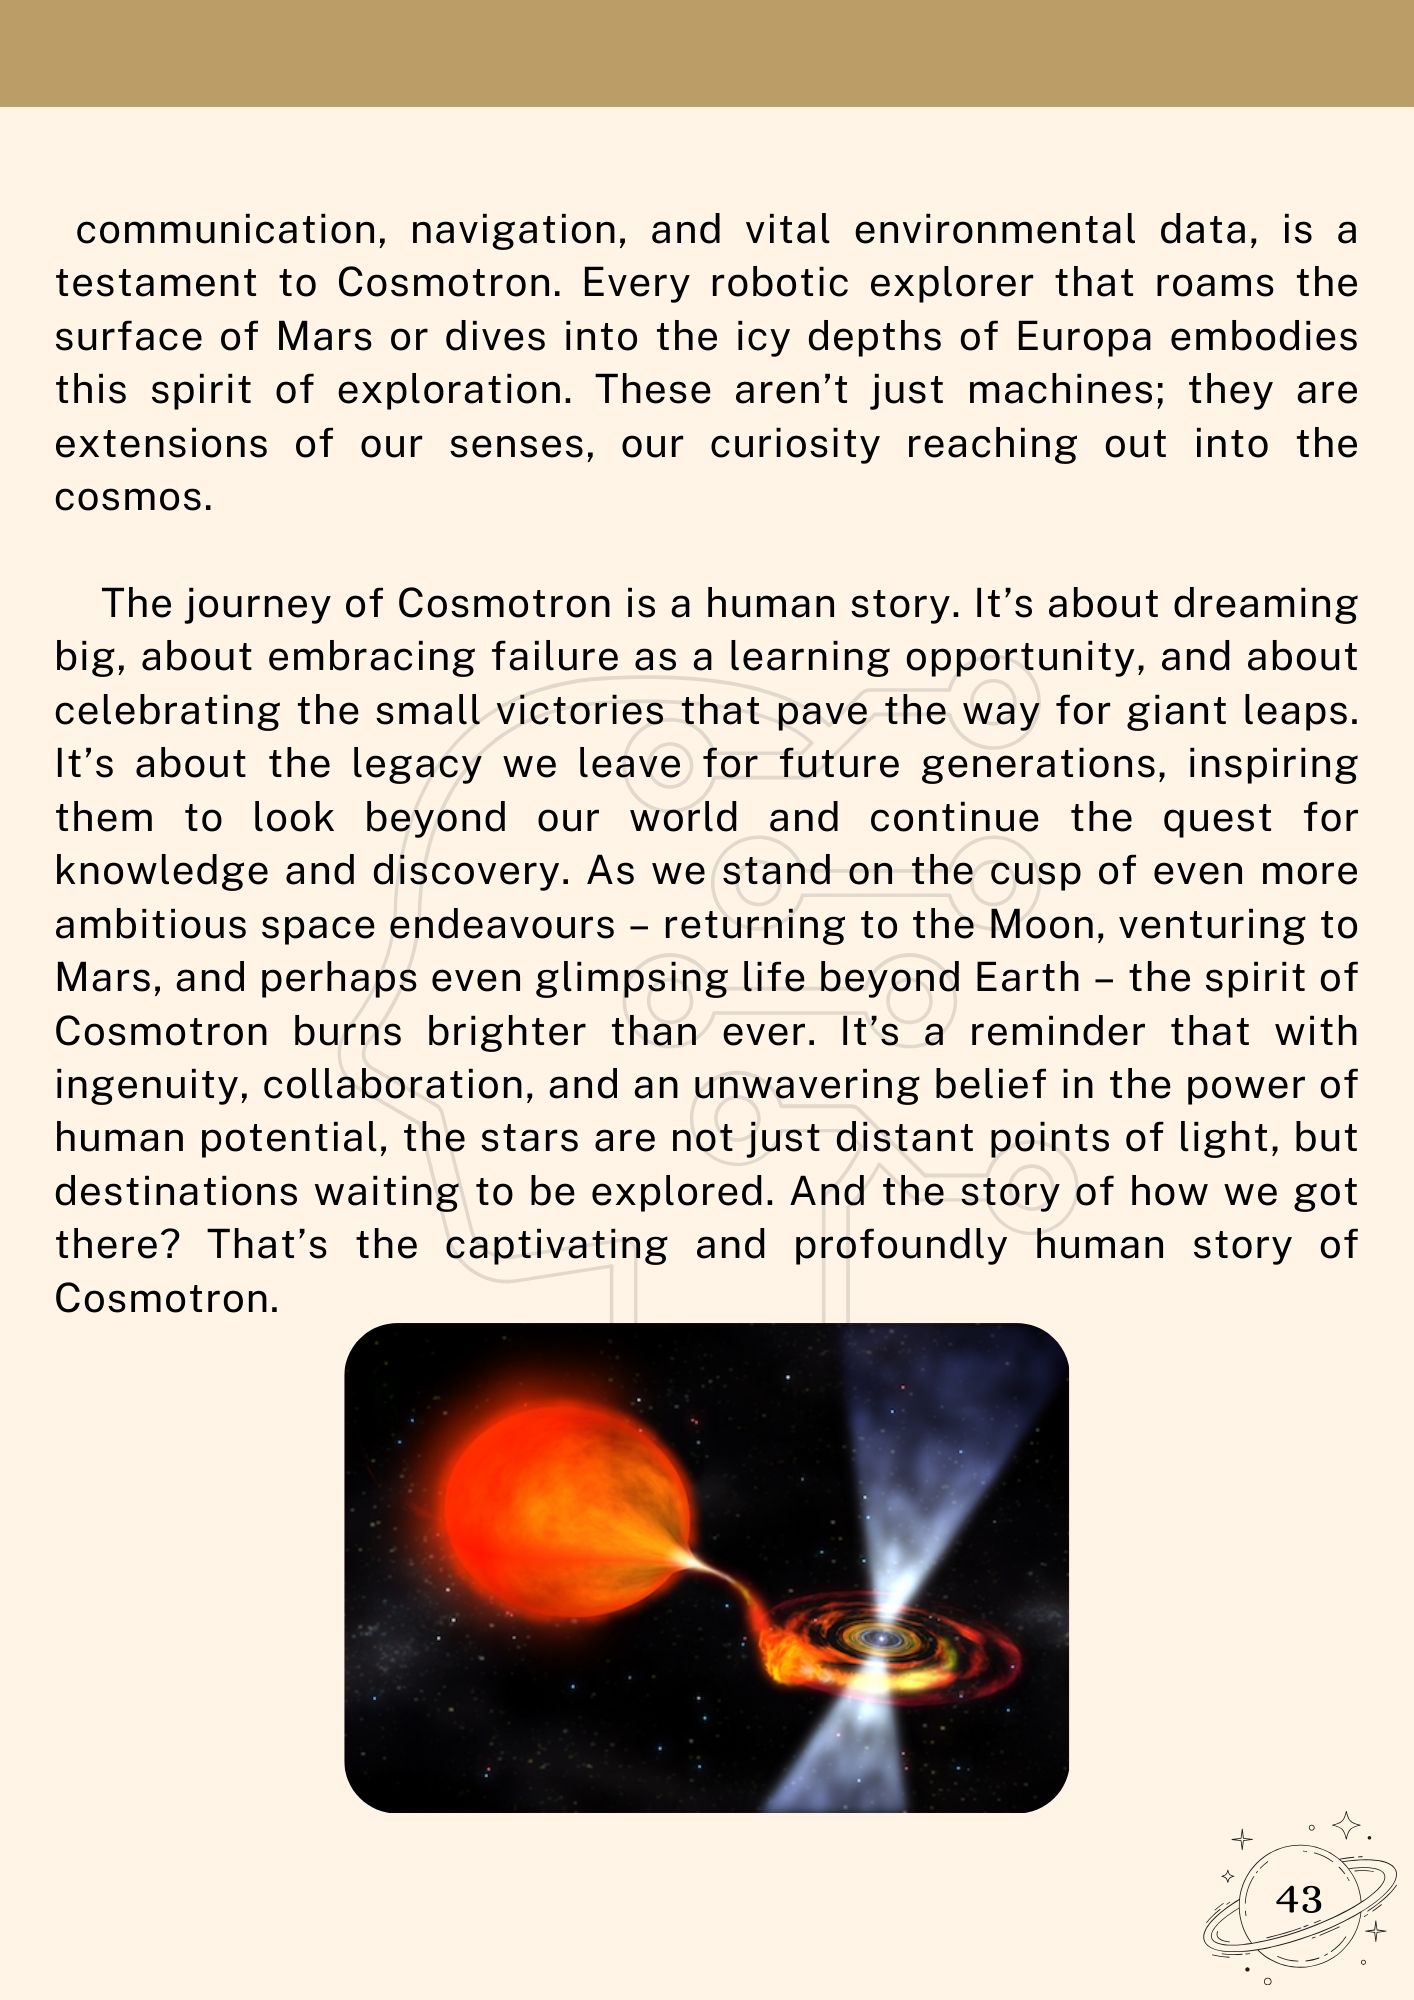 communication, navigation, and vital environmental data, is a
testament to Cosmotron. Every robotic explorer that roams the
surface of Mars or dives into the icy depths of Europa embodies
this spirit of exploration. These aren’t just machines; they are
extensions of our senses, our curiosity reaching out into the
cosmos.
The journey of Cosmotron is a human story. It’s about dreaming
big, about embracing failure as a learning opportunity, and about
celebrating the small victories that pave the way for giant leaps.
It’s about the legacy we leave for future generations, inspiring
them to look beyond our world and continue the quest for
knowledge and discovery. As we stand on the cusp of even more
ambitious space endeavours – returning to the Moon, venturing to
Mars, and perhaps even glimpsing life beyond Earth – the spirit of
Cosmotron burns brighter than ever. It’s a reminder that with
ingenuity, collaboration, and an unwavering belief in the power of
human potential, the stars are not just distant points of light, but
destinations waiting to be explored. And the story of how we got
there? That’s the captivating and profoundly human story of
Cosmotron.
43